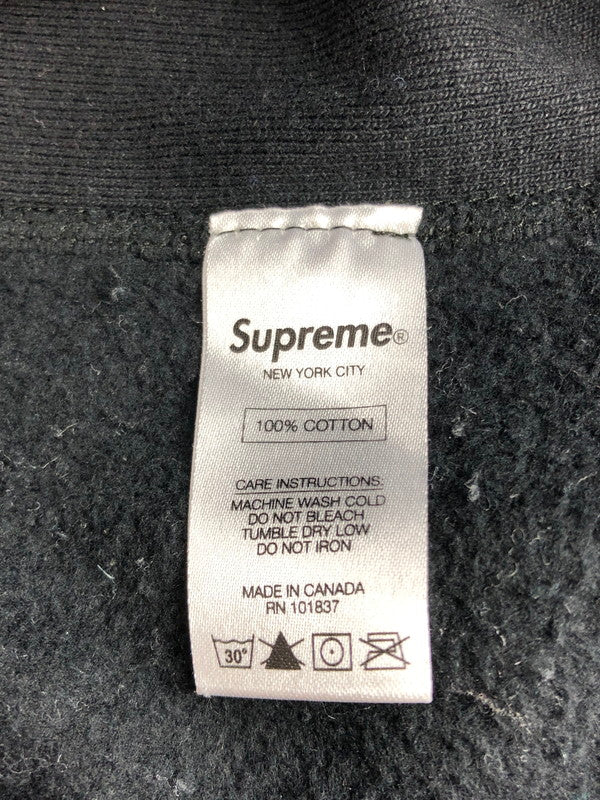 Supreme®
NEW YORK CITY
100% COTTON
CARE INSTRUCTIONS:
MACHINE WASH COLD
DO NOT BLEACH
TUMBLE DRY LOW
DO NOT IRON
MADE IN CANADA
RN 101837
30°